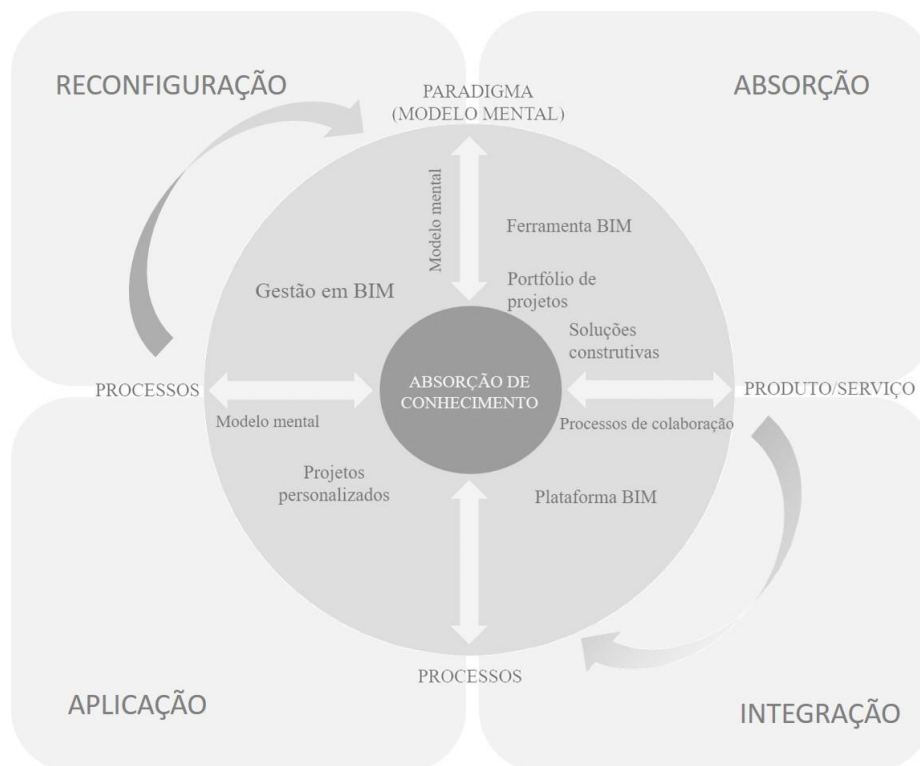 RECONFIGURAÇÃO
ABSORÇÃO
PARADIGMA
(MODELO MENTAL)
Modelo mental
Ferramenta BIM
Portfólio de
projetos
Gestão em BIM
Soluções
construtivas
ABSORÇÃO DE
CONHECIMENTO
PROCESSOS
PRODUTO/SERVIÇO
Modelo mental
Processos de colaboração
Projetos
personalizados
Plataforma BIM
PROCESSOS
APLICAÇÃO
INTEGRAÇÃO